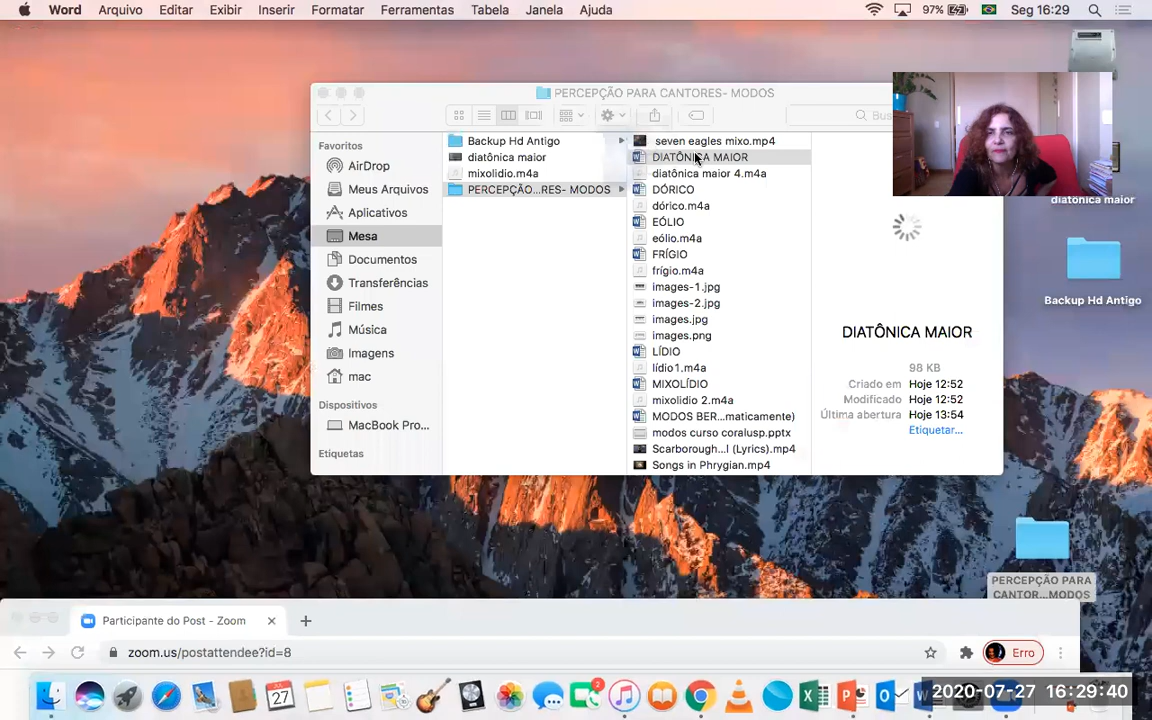 Word Arquivo Editar Exibir Inserir Formatar Ferramentas Tabela Janela Ajuda 97% Seg 16:29
PERCEPÇÃO PARA CANTORES- MODOS
Bus
Favoritos
AirDrop
Meus Arquivos
Aplicativos
Mesa
Documentos
Transferências
Filmes
Música
Imagens
mac
Dispositivos
MacBook Pro...
Etiquetas
Backup Hd Antigo
diatônica maior
mixolidio.m4a
PERCEPÇÃO...RES- MODOS
seven eagles mixo.mp4
DIATÔNICA MAIOR
diatônica maior 4.m4a
DÓRICO
dórico.m4a
EÓLIO
eólio.m4a
FRÍGIO
frígio.m4a
images-1.jpg
images-2.jpg
images.jpg
images.png
LÍDIO
lídio1.m4a
MIXOLÍDIO
mixolidio 2.m4a
MODOS BER...maticamente)
modos curso coralusp.pptx
Scarborough...l (Lyrics).mp4
Songs in Phrygian.mp4
DIATÔNICA MAIOR
98 KB
Criado em Hoje 12:52
Modificado Hoje 12:52
Última abertura Hoje 13:54
Etiquetar...
diatônica maior
Backup Hd Antigo
PERCEPÇÃO PARA
CANTOR...MODOS
Participante do Post - Zoom
zoom.us/postattendee?id=8
Erro
27
2
2020-07-27 16:29:40